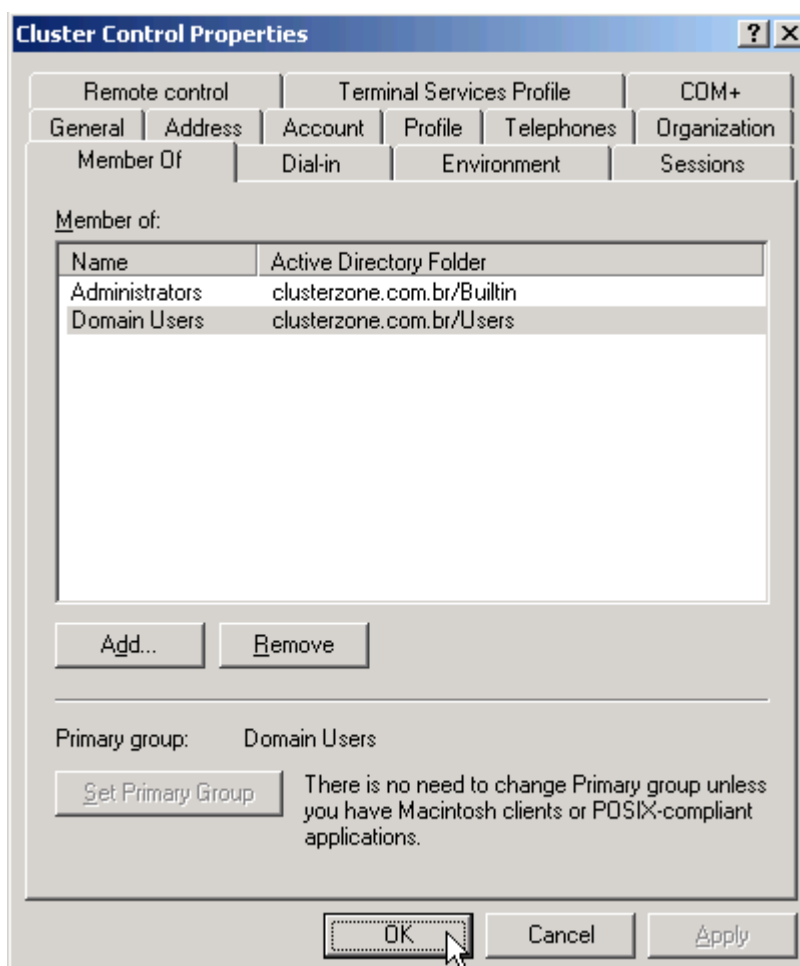 Cluster Control Properties
Remote control Terminal Services Profile COM+
General Address Account Profile Telephones Organization
Member Of Dial-in Environment Sessions
Member of:
Name Active Directory Folder
Administrators clusterzone.com.br/Builtin
Domain Users clusterzone.com.br/Users
Add... Remove
Primary group: Domain Users
Set Primary Group
There is no need to change Primary group unless
you have Macintosh clients or POSIX-compliant
applications.
OK Cancel Apply